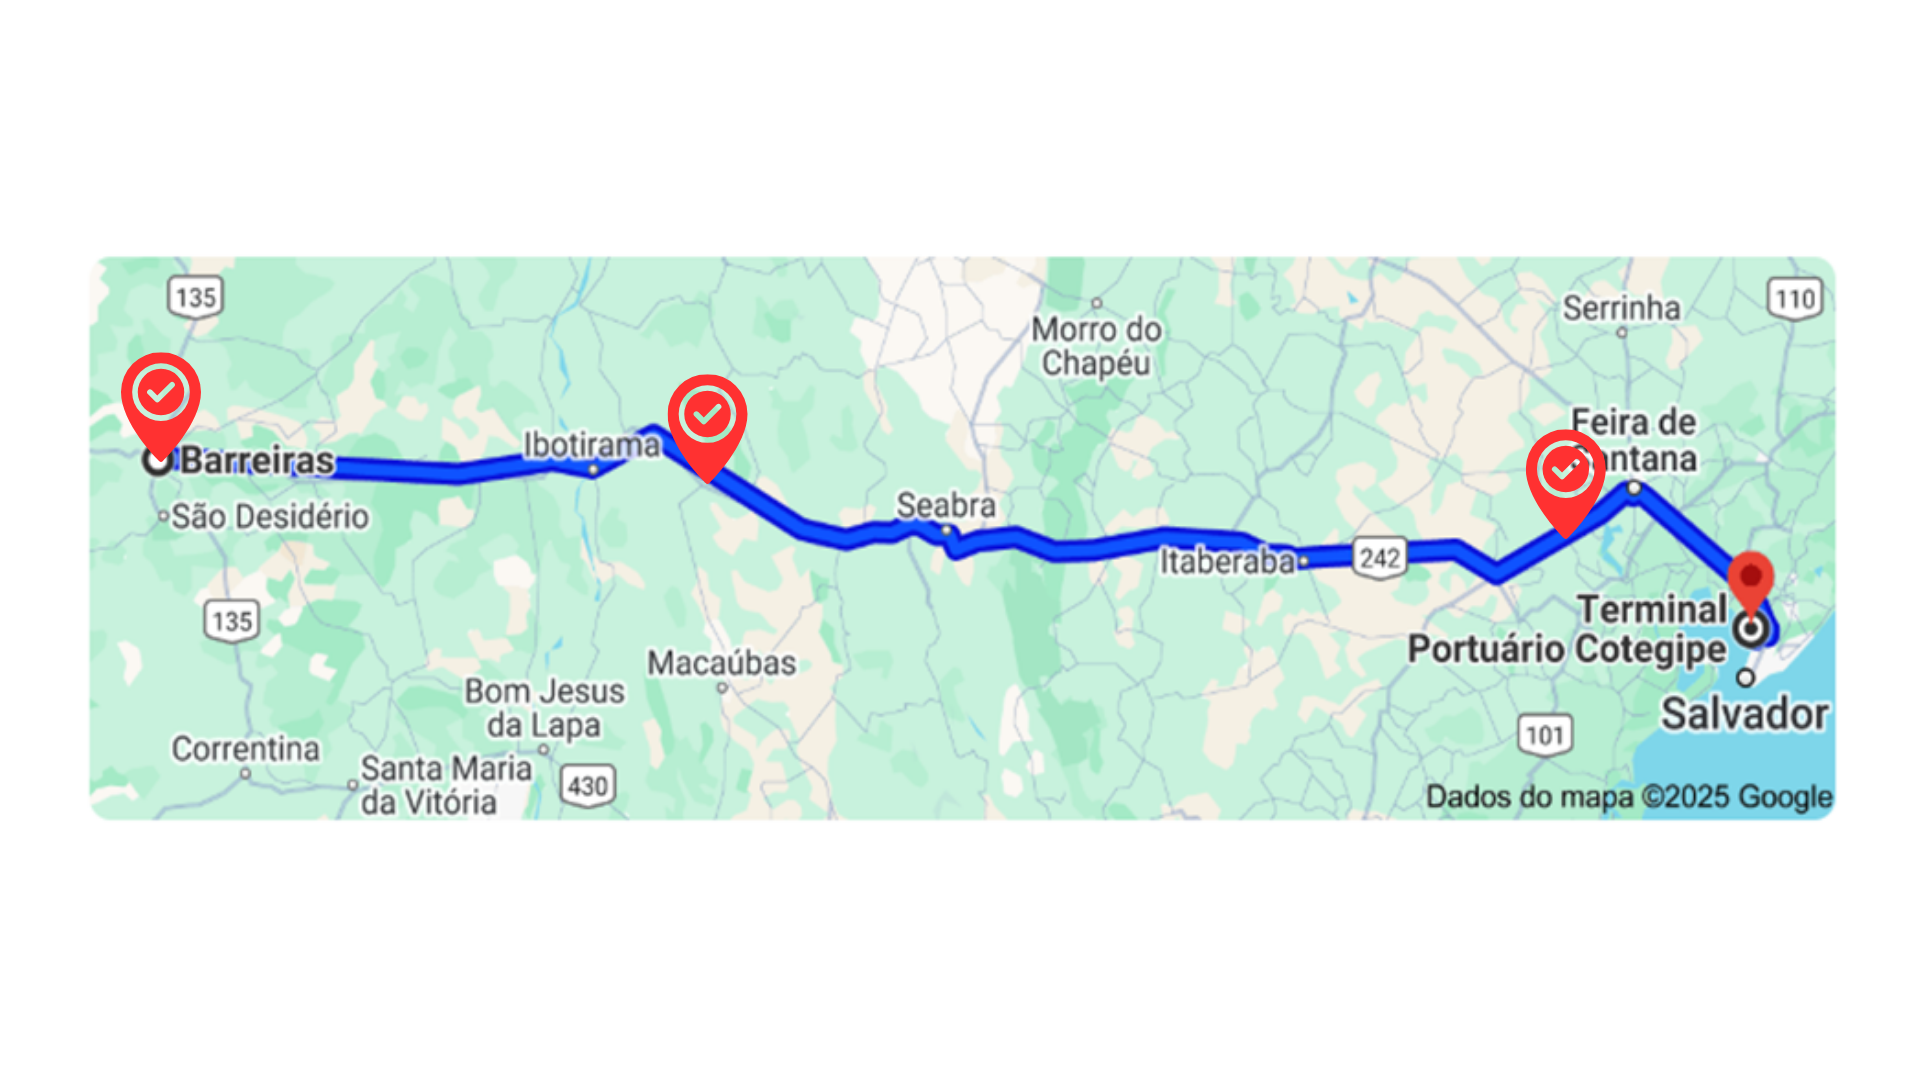 135
110
Serrinha
Morro do
Chapéu
Feira de
Santana
Ibotirama
Barreiras
Seabra
São Desidério
Itaberaba
242
135
Terminal
Portuário Cotegipe
Macaúbas
Bom Jesus
da Lapa
Salvador
101
Correntina
Santa Maria
da Vitória
430
Dados do mapa ©2025 Google